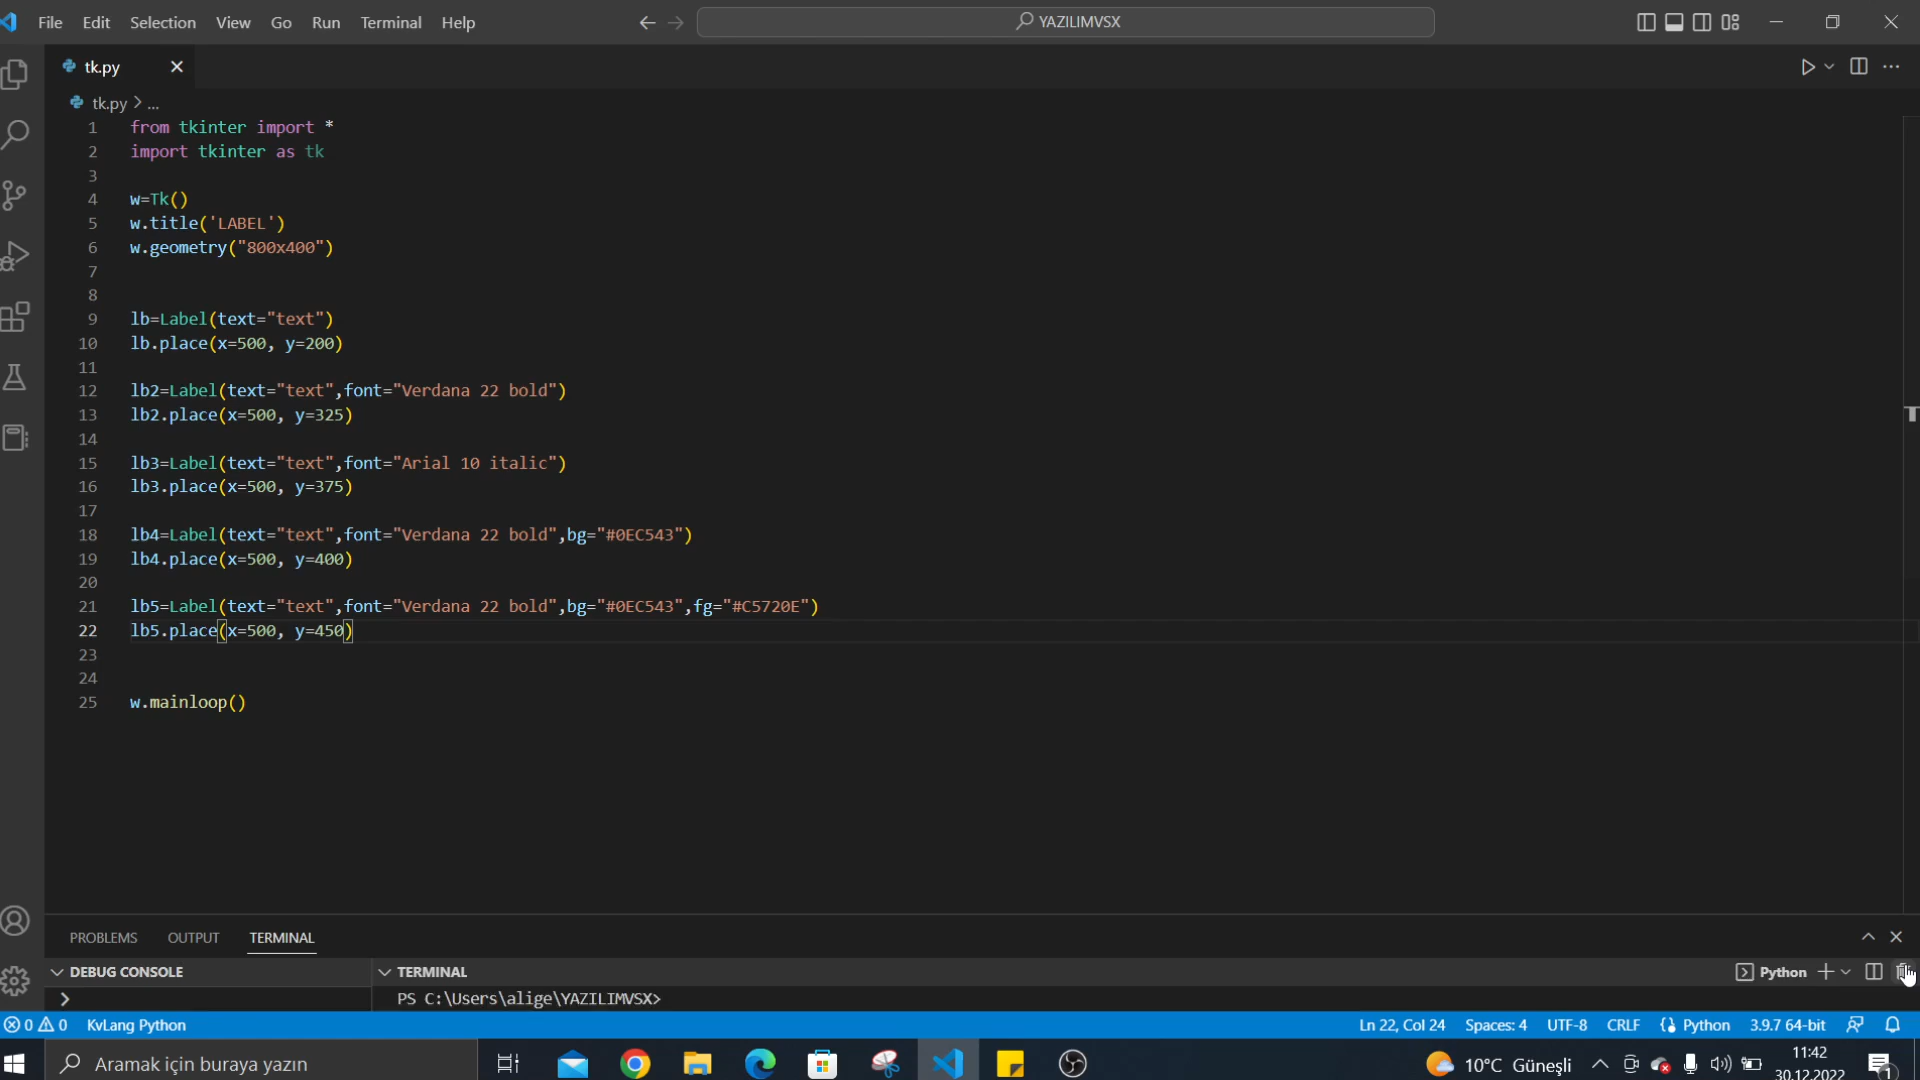 File Edit Selection View Go Run Terminal Help
YAZILIMVSX
tk.py
tk.py > ...
1 from tkinter import *
2 import tkinter as tk
3
4 w=Tk()
5 w.title('LABEL')
6 w.geometry("800x400")
7
8
9 lb=Label(text="text")
10 lb.place(x=500, y=200)
11
12 lb2=Label(text="text",font="Verdana 22 bold")
13 lb2.place(x=500, y=325)
14
15 lb3=Label(text="text",font="Arial 10 italic")
16 lb3.place(x=500, y=375)
17
18 lb4=Label(text="text",font="Verdana 22 bold",bg="#0EC543")
19 lb4.place(x=500, y=400)
20
21 lb5=Label(text="text",font="Verdana 22 bold",bg="#0EC543",fg="#C5720E")
22 lb5.place(x=500, y=450)
23
24
25 w.mainloop()
PROBLEMS OUTPUT TERMINAL
DEBUG CONSOLE
TERMINAL
Python
PS C:\Users\alige\YAZILIMVSX>
0 0 KvLang Python
Ln 22, Col 24 Spaces: 4 UTF-8 CRLF Python 3.9.7 64-bit
Aramak için buraya yazın
10°C Güneşli
11:42
30.12.2022
1